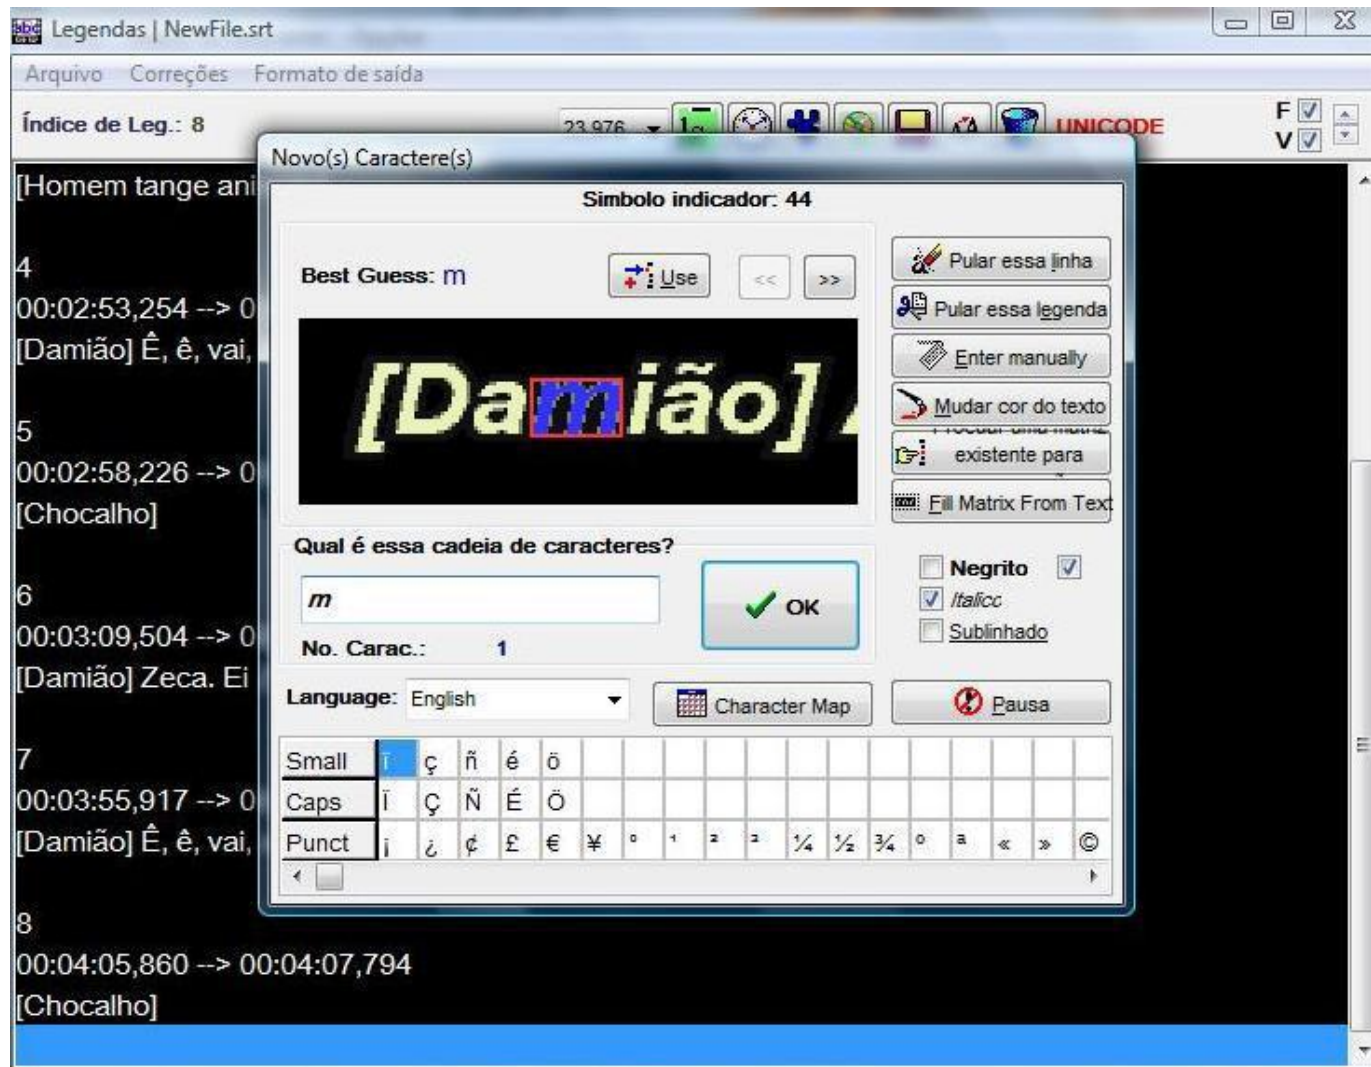 Legendas | NewFile.srt
Arquivo Correções Formato de saída
Índice de Leg.: 8
23.976
UNICODE
F
V
[Homem tange ani
4
00:02:53,254 --> 0
[Damião] Ê, ê, vai,
5
00:02:58,226 --> 0
[Chocalho]
6
00:03:09,504 --> 0
[Damião] Zeca. Ei
7
00:03:55,917 --> 0
[Damião] Ê, ê, vai,
8
00:04:05,860 --> 00:04:07,794
[Chocalho]
Novo(s) Caractere(s)
Simbolo indicador: 44
Best Guess: m
Use
<<
>>
[Damião]
Pular essa linha
Pular essa legenda
Enter manually
Mudar cor do texto
existente para
Fill Matrix From Text
Qual é essa cadeia de caracteres?
m
OK
No. Carac.: 1
Negrito
Italicc
Sublinhado
Language: English
Character Map
Pausa
Small ï ç ñ é ö
Caps Ï Ç Ñ É Ö
Punct ¡ ¿ ¢ £ € ¥ ° ¹ ² ¼ ½ ¾ º ª « » ©